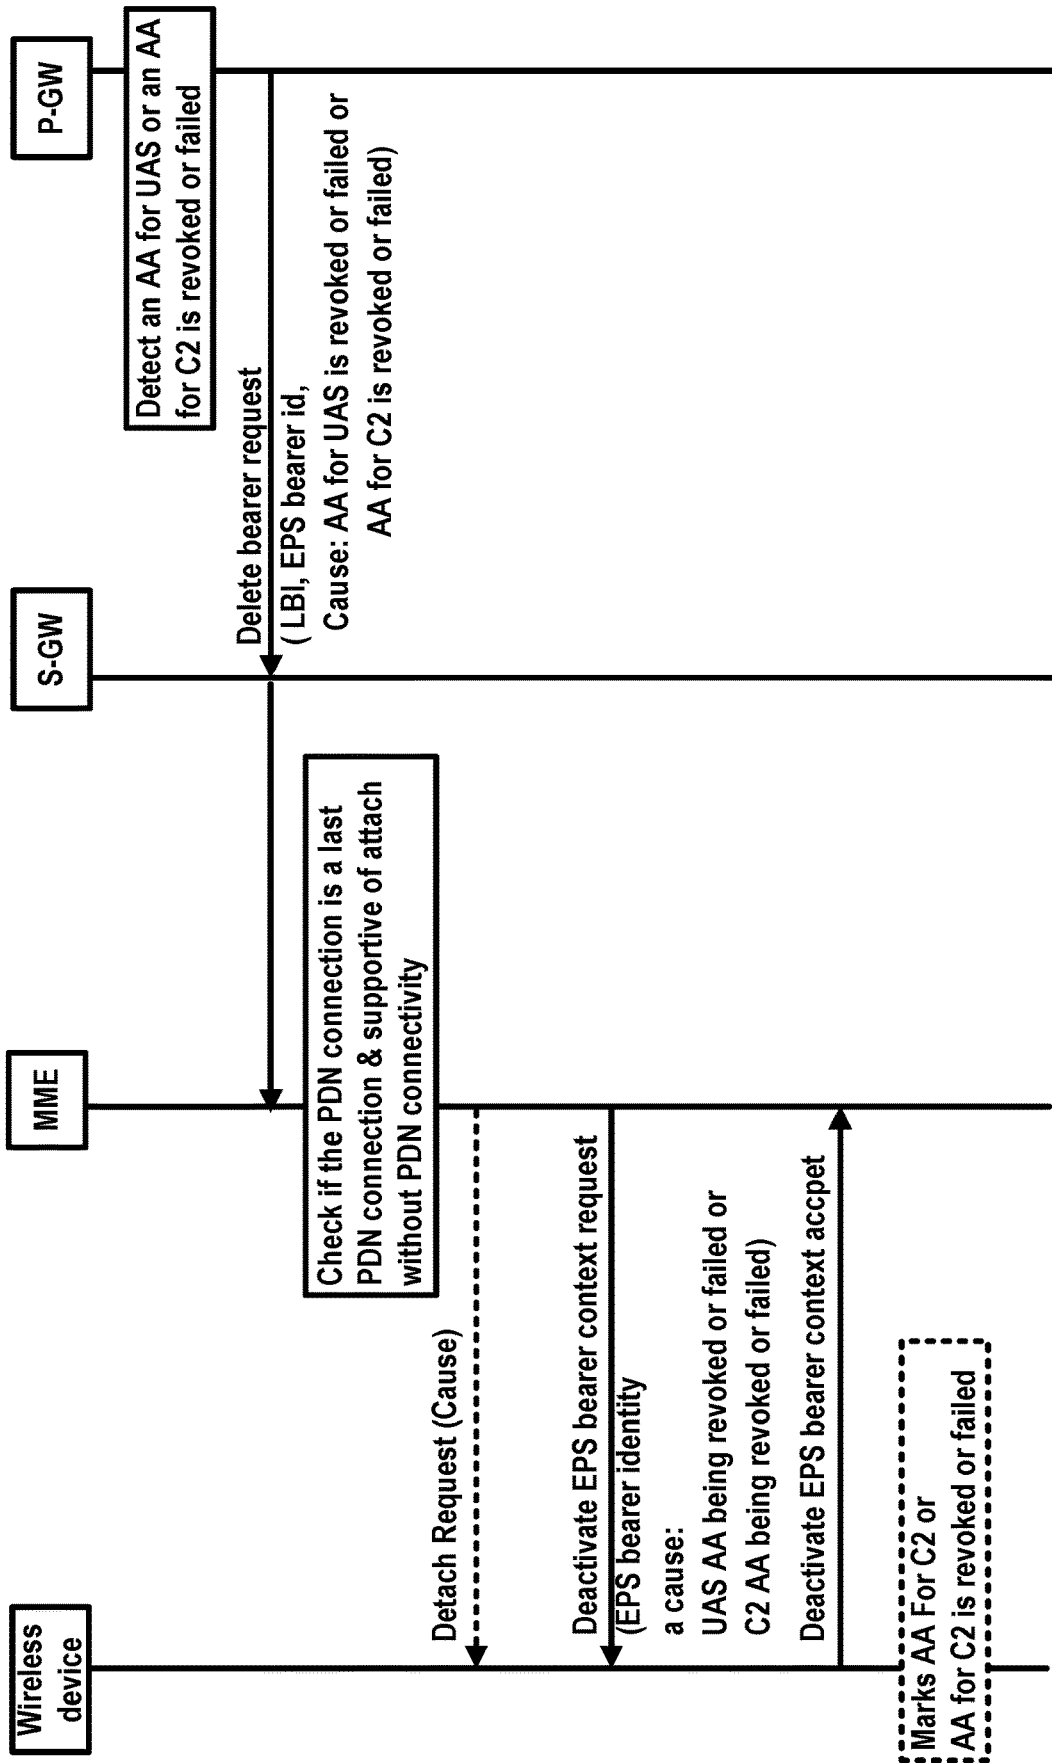 Wireless
device
MME
S-GW
P-GW
Detect an AA for UAS or an AA
for C2 is revoked or failed
Delete bearer request
( LBI, EPS bearer id,
Cause: AA for UAS is revoked or failed or
AA for C2 is revoked or failed)
Check if the PDN connection is a last
PDN connection & supportive of attach
without PDN connectivity
Detach Request (Cause)
Deactivate EPS bearer context request
(EPS bearer identity
a cause:
UAS AA being revoked or failed or
C2 AA being revoked or failed)
Deactivate EPS bearer context accpet
Marks AA For C2 or
AA for C2 is revoked or failed